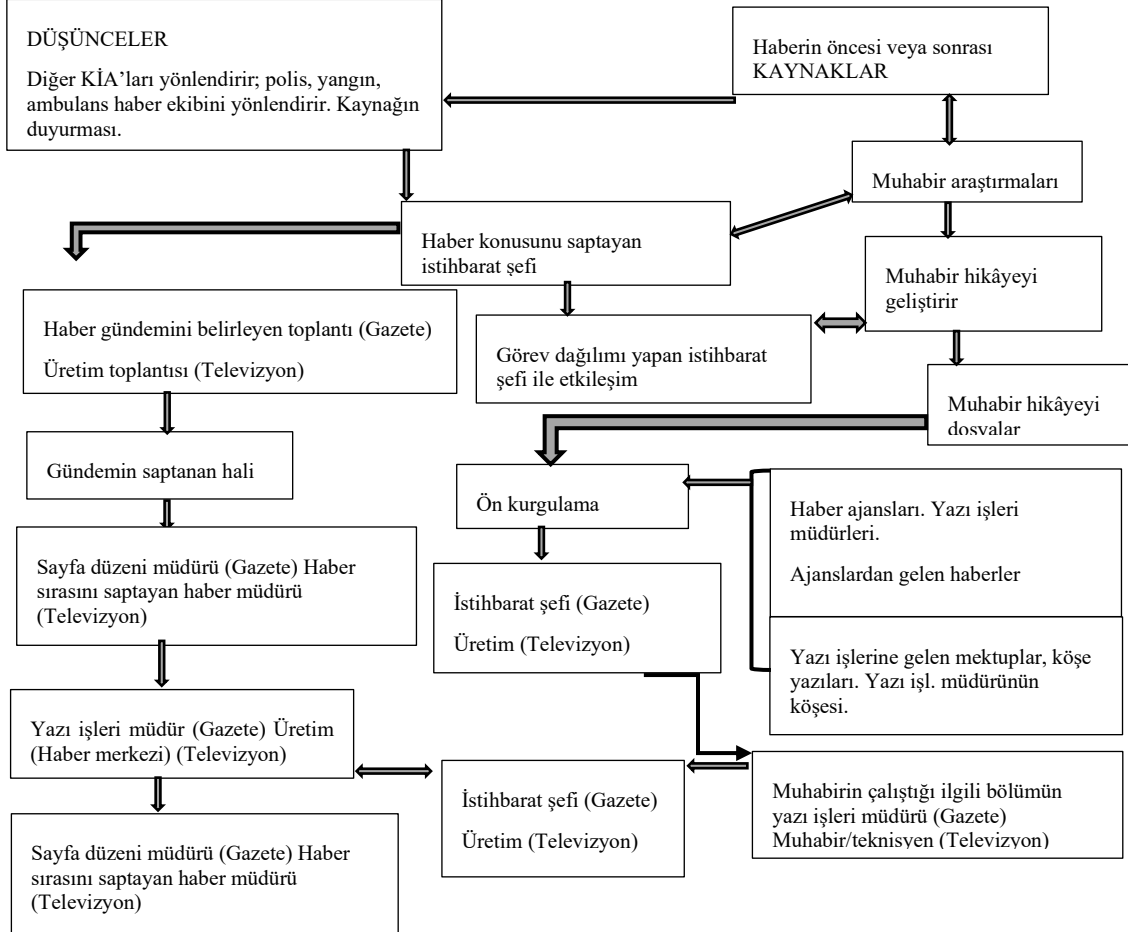 DÜŞÜNCELER
Diğer KİA’ları yönlendirir; polis, yangın,
ambulans haber ekibini yönlendirir. Kaynağın
duyurması.
Haberin öncesi veya sonrası
KAYNAKLAR
Muhabir araştırmaları
Haber konusunu saptayan
istihbarat şefi
Muhabir hikâyeyi
geliştirir
Haber gündemini belirleyen toplantı (Gazete)
Üretim toplantısı (Televizyon)
Görev dağılımı yapan istihbarat
şefi ile etkileşim
Muhabir hikâyeyi
dosyalar
Gündemin saptanan hali
Ön kurgulama
Haber ajansları. Yazı işleri
müdürleri.
Ajanslardan gelen haberler
Sayfa düzeni müdürü (Gazete) Haber
sırasını saptayan haber müdürü
(Televizyon)
İstihbarat şefi (Gazete)
Üretim (Televizyon)
Yazı işlerine gelen mektuplar, köşe
yazıları. Yazı işl. müdürünün
köşesi.
Yazı işleri müdür (Gazete) Üretim
(Haber merkezi) (Televizyon)
İstihbarat şefi (Gazete)
Üretim (Televizyon)
Muhabirin çalıştığı ilgili bölümün
yazı işleri müdürü (Gazete)
Muhabir/teknisyen (Televizyon)
Sayfa düzeni müdürü (Gazete) Haber
sırasını saptayan haber müdürü
(Televizyon)